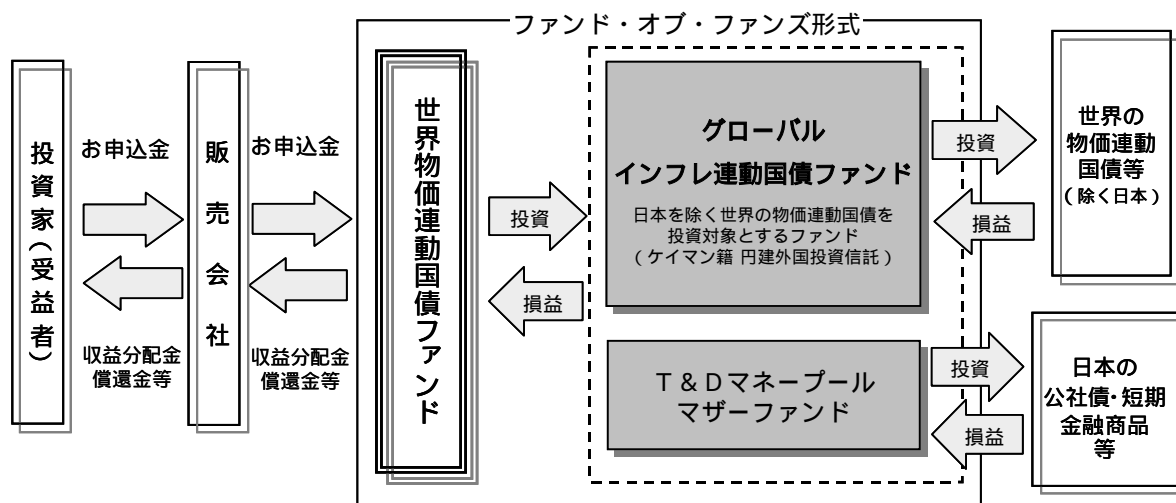 ファンド・オブ・ファンズ形式
投資家(受益者)
お申込金
収益分配金
償還金等
販売会社
お申込金
収益分配金
償還金等
世界物価連動国債ファンド
投資
損益
グローバル
インフレ連動国債ファンド
日本を除く世界の物価連動国債を
投資対象とするファンド
(ケイマン籍 円建外国投資信託)
T&Dマネープール
マザーファンド
投資
損益
世界の
物価連動
国債等
(除く日本)
投資
損益
日本の
公社債・短期
金融商品
等